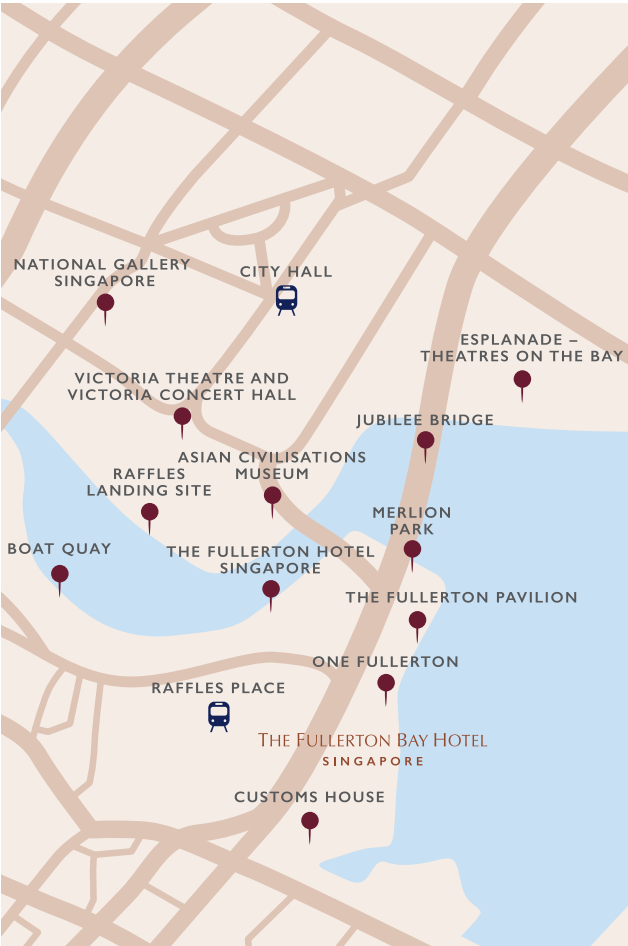 NATIONAL GALLERY
SINGAPORE
CITY HALL
ESPLANADE –
THEATRES ON THE BAY
VICTORIA THEATRE AND
VICTORIA CONCERT HALL
JUBILEE BRIDGE
ASIAN CIVILISATIONS
MUSEUM
RAFFLES
LANDING SITE
MERLION
PARK
BOAT QUAY
THE FULLERTON HOTEL
SINGAPORE
THE FULLERTON PAVILION
ONE FULLERTON
RAFFLES PLACE
THE FULLERTON BAY HOTEL
SINGAPORE
CUSTOMS HOUSE